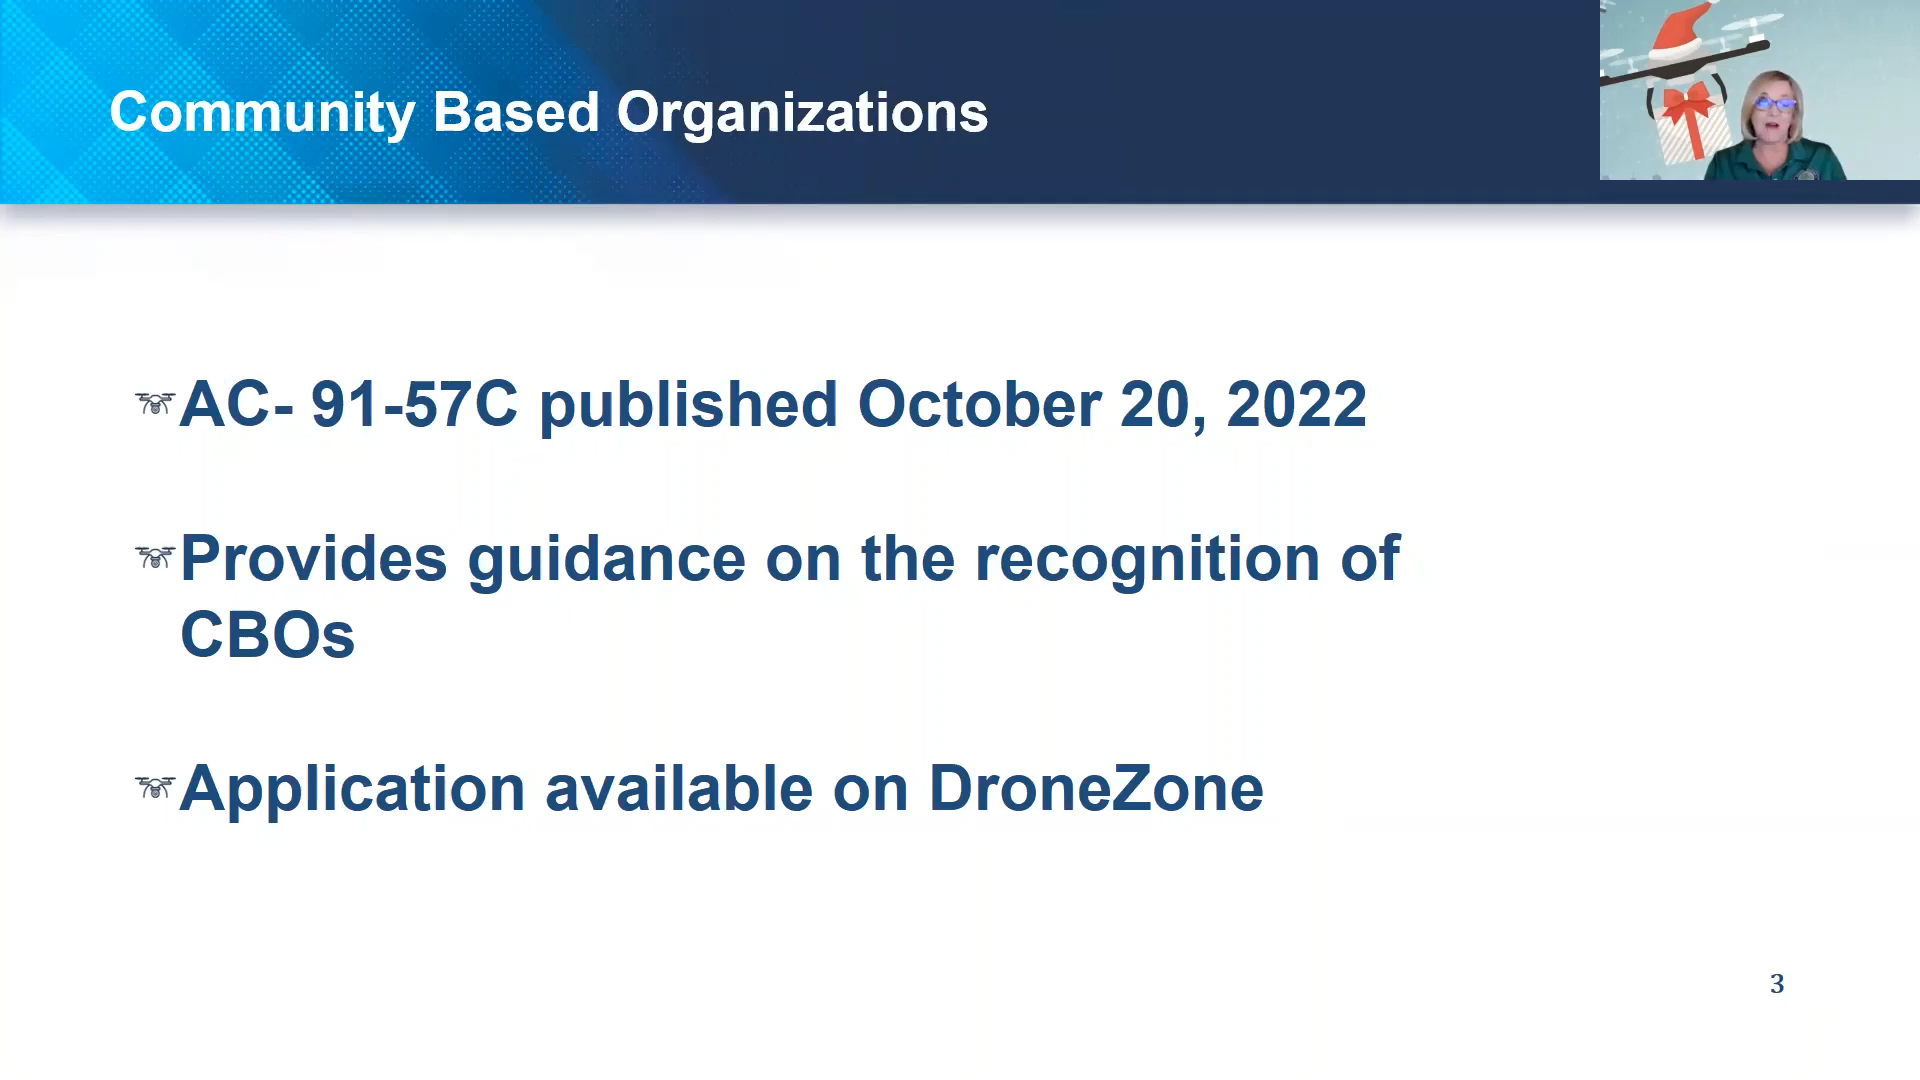 Community Based Organizations
AC- 91-57C published October 20, 2022
Provides guidance on the recognition of
CBOs
Application available on DroneZone
3